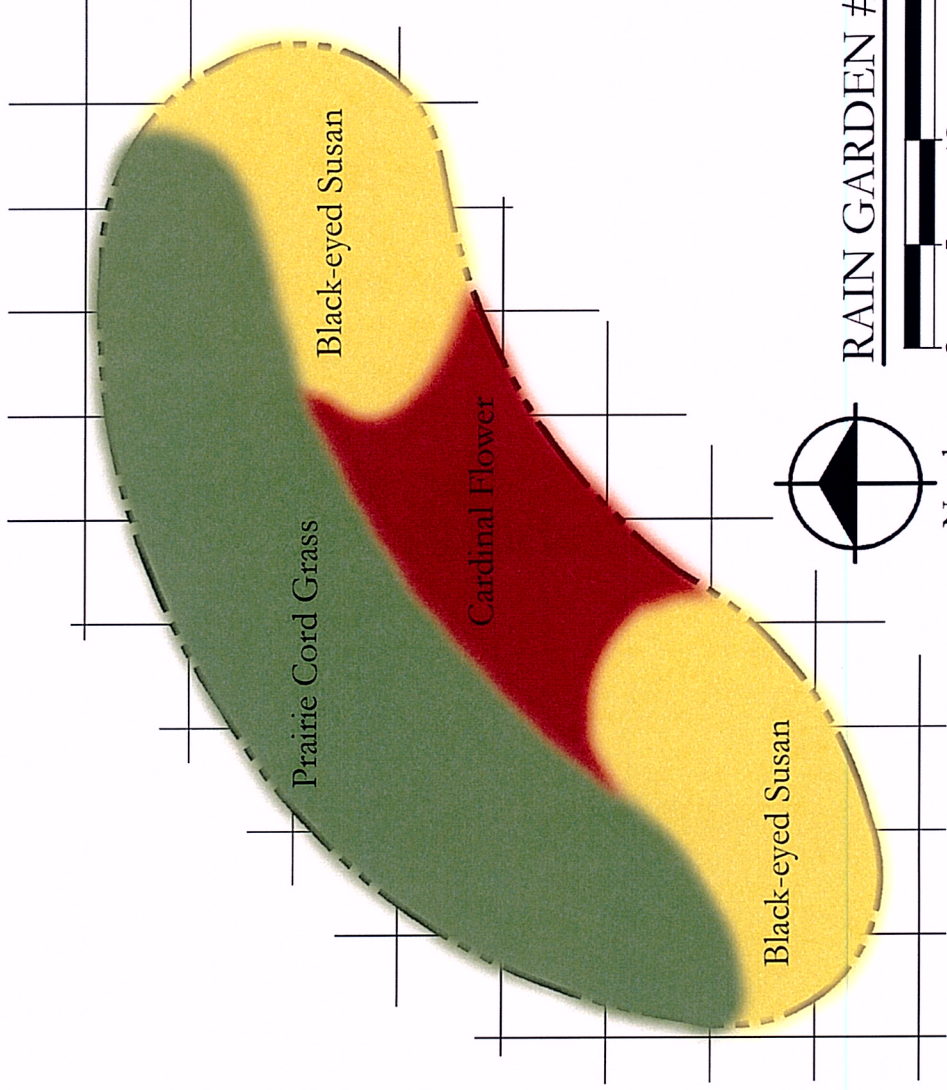 Prairie Cord Grass
Black-eyed Susan
Cardinal Flower
Black-eyed Susan
RAIN GARDEN #